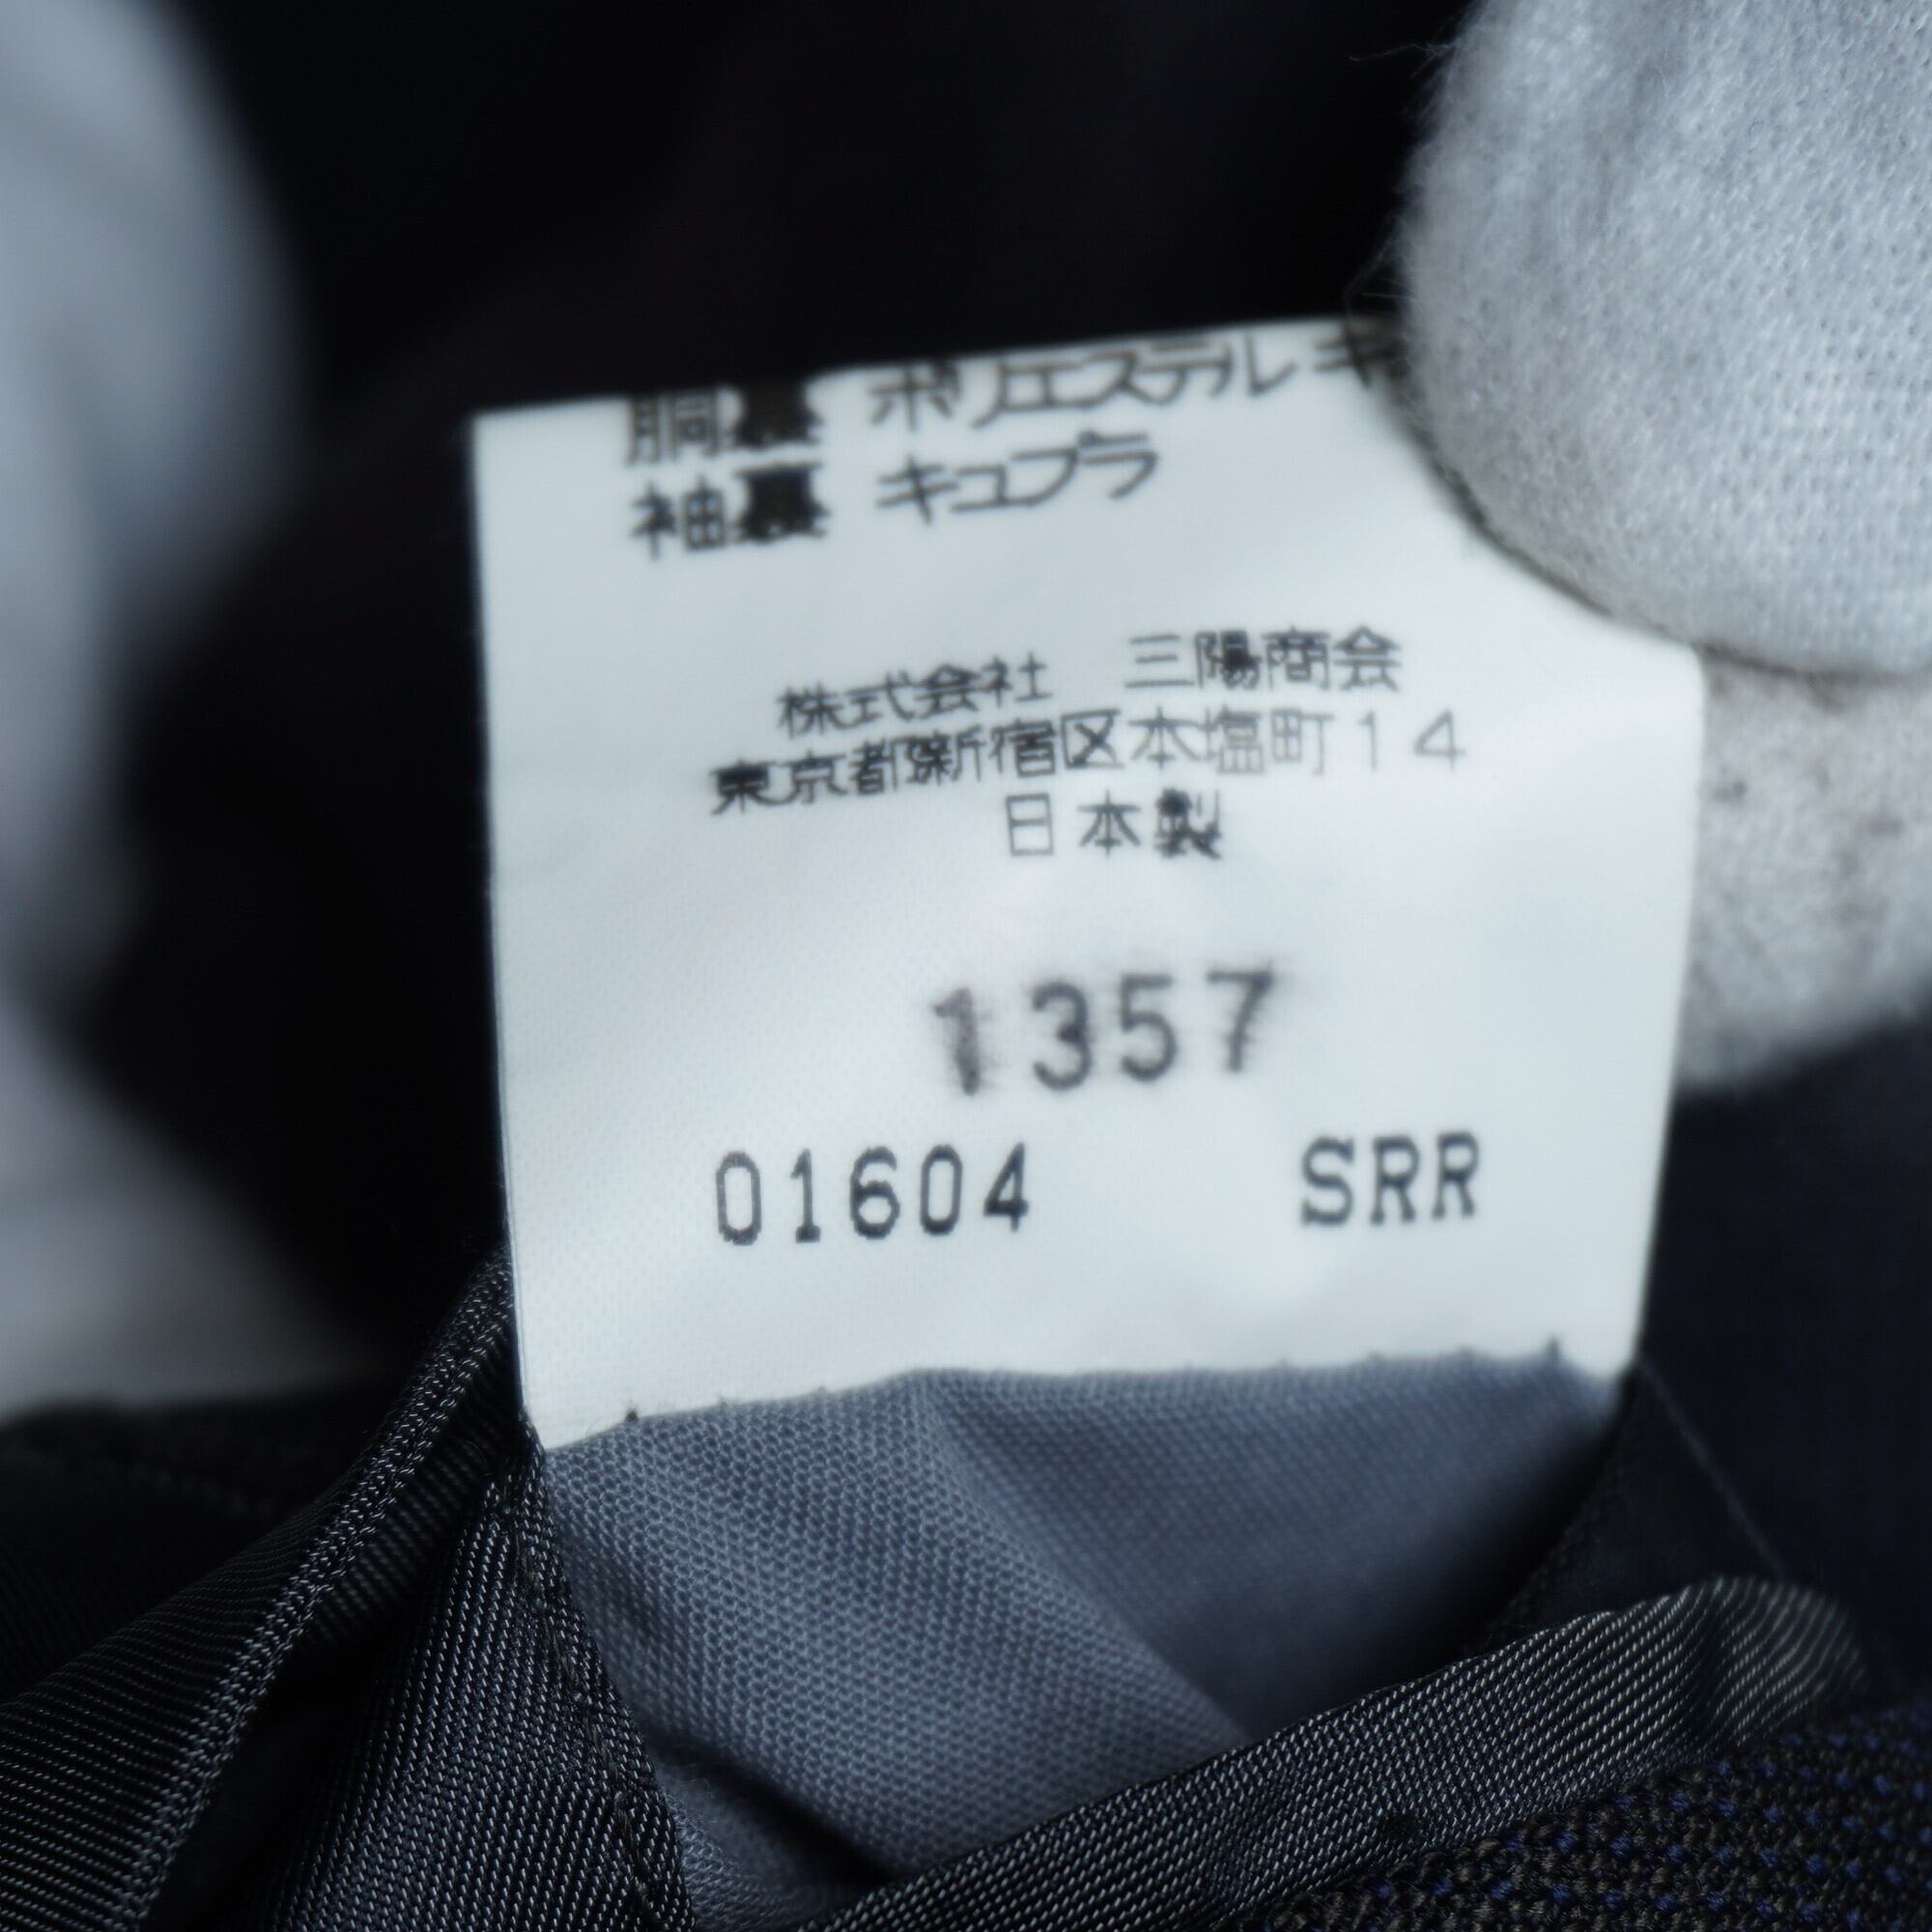 胴裏 ポリエステル キ
袖裏 キュプラ
株式会社 三陽商会
東京都新宿区本塩町14
日本製
1357
01604 SRR